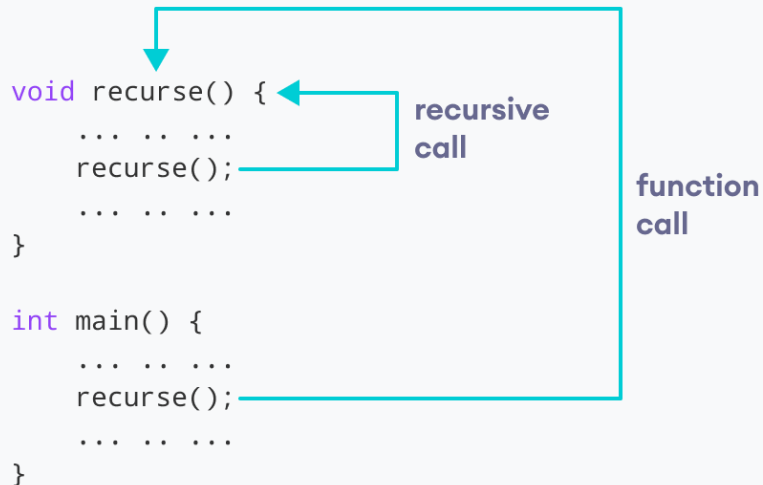 void recurse() {
... .. ...
recurse();
... .. ...
}
recursive
call
function
call
int main() {
... .. ...
recurse();
... .. ...
}